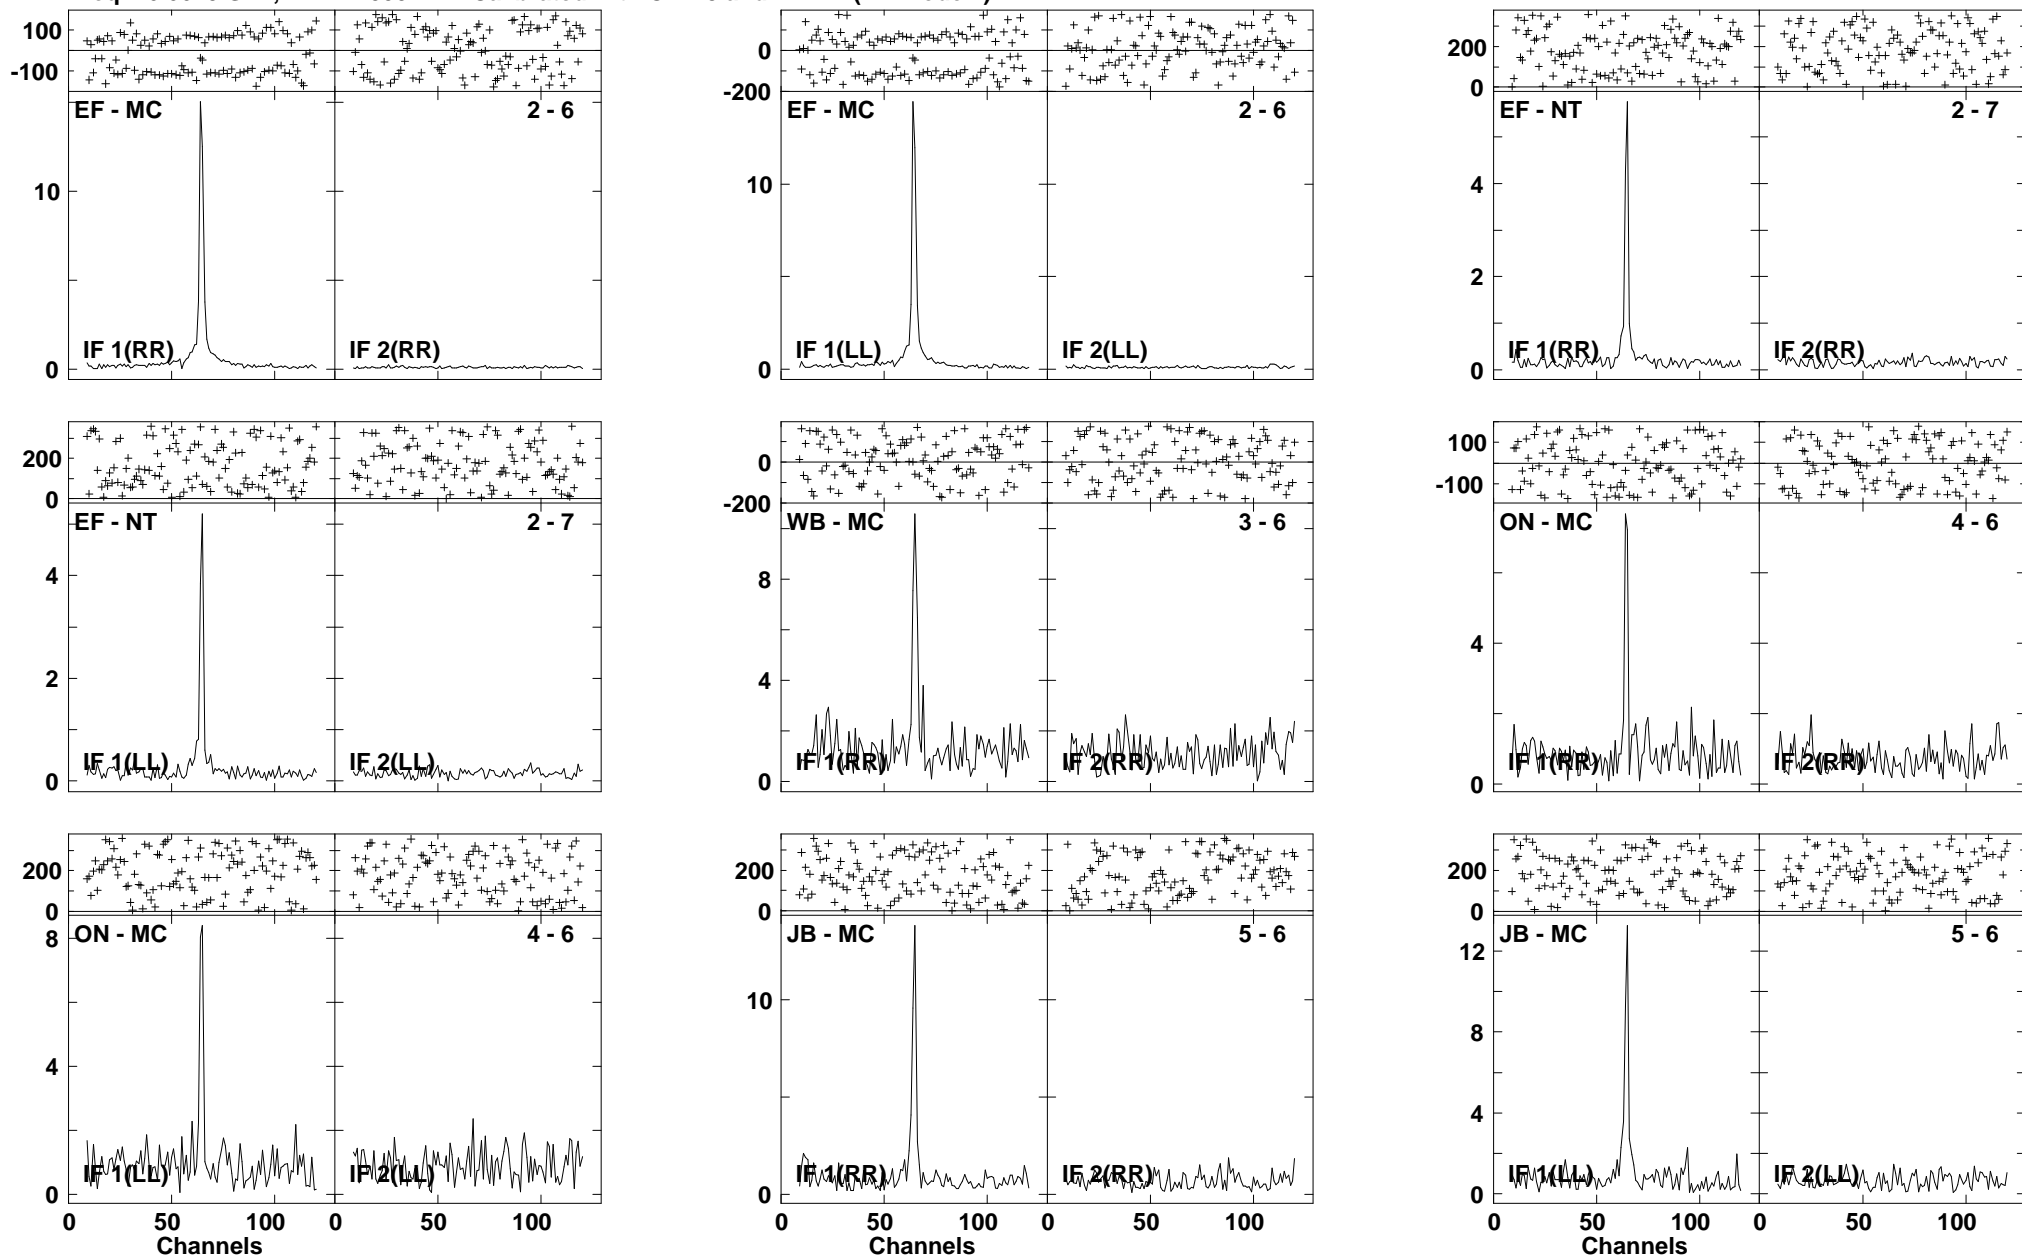 100
-100
EF - MC 2 - 6
10
0
IF 1(RR) IF 2(RR)
0
-200
EF - MC 2 - 6
10
0
IF 1(LL) IF 2(LL)
200
0
EF - NT 2 - 7
4
2
0
IF 1(RR) IF 2(RR)
200
0
EF - NT 2 - 7
4
2
0
IF 1(LL) IF 2(LL)
0
-200
WB - MC 3 - 6
8
4
0
IF 1(RR) IF 2(RR)
100
-100
ON - MC 4 - 6
4
0
IF 1(RR) IF 2(RR)
200
0
ON - MC 4 - 6
8
4
0
IF 1(LL) IF 2(LL)
0 50 100 0 50 100
Channels
200
0
JB - MC 5 - 6
10
0
IF 1(RR) IF 2(RR)
0 50 100 0 50 100
Channels
200
0
JB - MC 5 - 6
12
8
4
0
IF 1(LL) IF 2(LL)
0 50 100 0 50 100
Channels